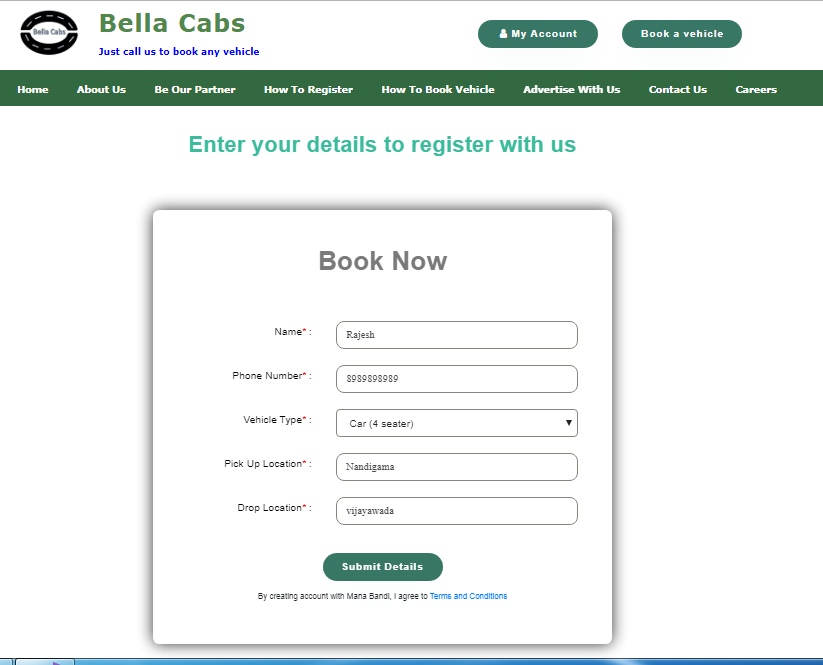 Bella Cabs
Bella Cabs
Just call us to book any vehicle
My Account
Book a vehicle
Home About Us Be Our Partner How To Register How To Book Vehicle Advertise With Us Contact Us Careers
Enter your details to register with us
Book Now
Name* : Rajesh
Phone Number* : 8989898989
Vehicle Type* : Car (4 seater)
Pick Up Location* : Nandigama
Drop Location* : vijayawada
Submit Details
By creating account with Mana Bandi, I agree to Terms and Conditions